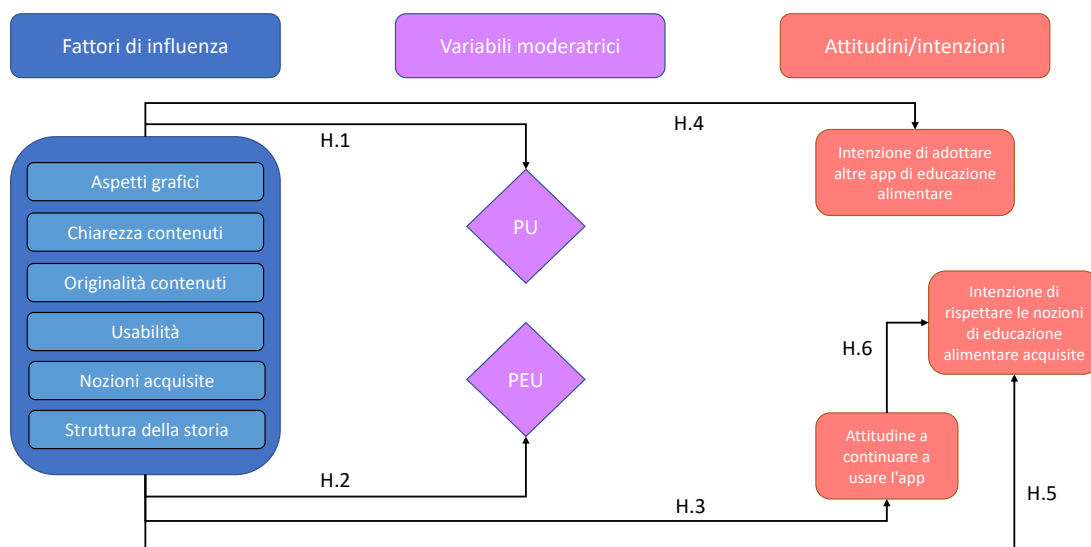 Fattori di influenza
Variabili moderatrici
Attitudini/intenzioni
H.1
H.4
Intenzione di adottare
altre app di educazione
alimentare
Aspetti grafici
Chiarezza contenuti
Originalità contenuti
Usabilità
Nozioni acquisite
Struttura della storia
PU
PEU
Intenzione di
rispettare le nozioni
di educazione
alimentare acquisite
H.6
Attitudine a
continuare a
usare l'app
H.2
H.3
H.5